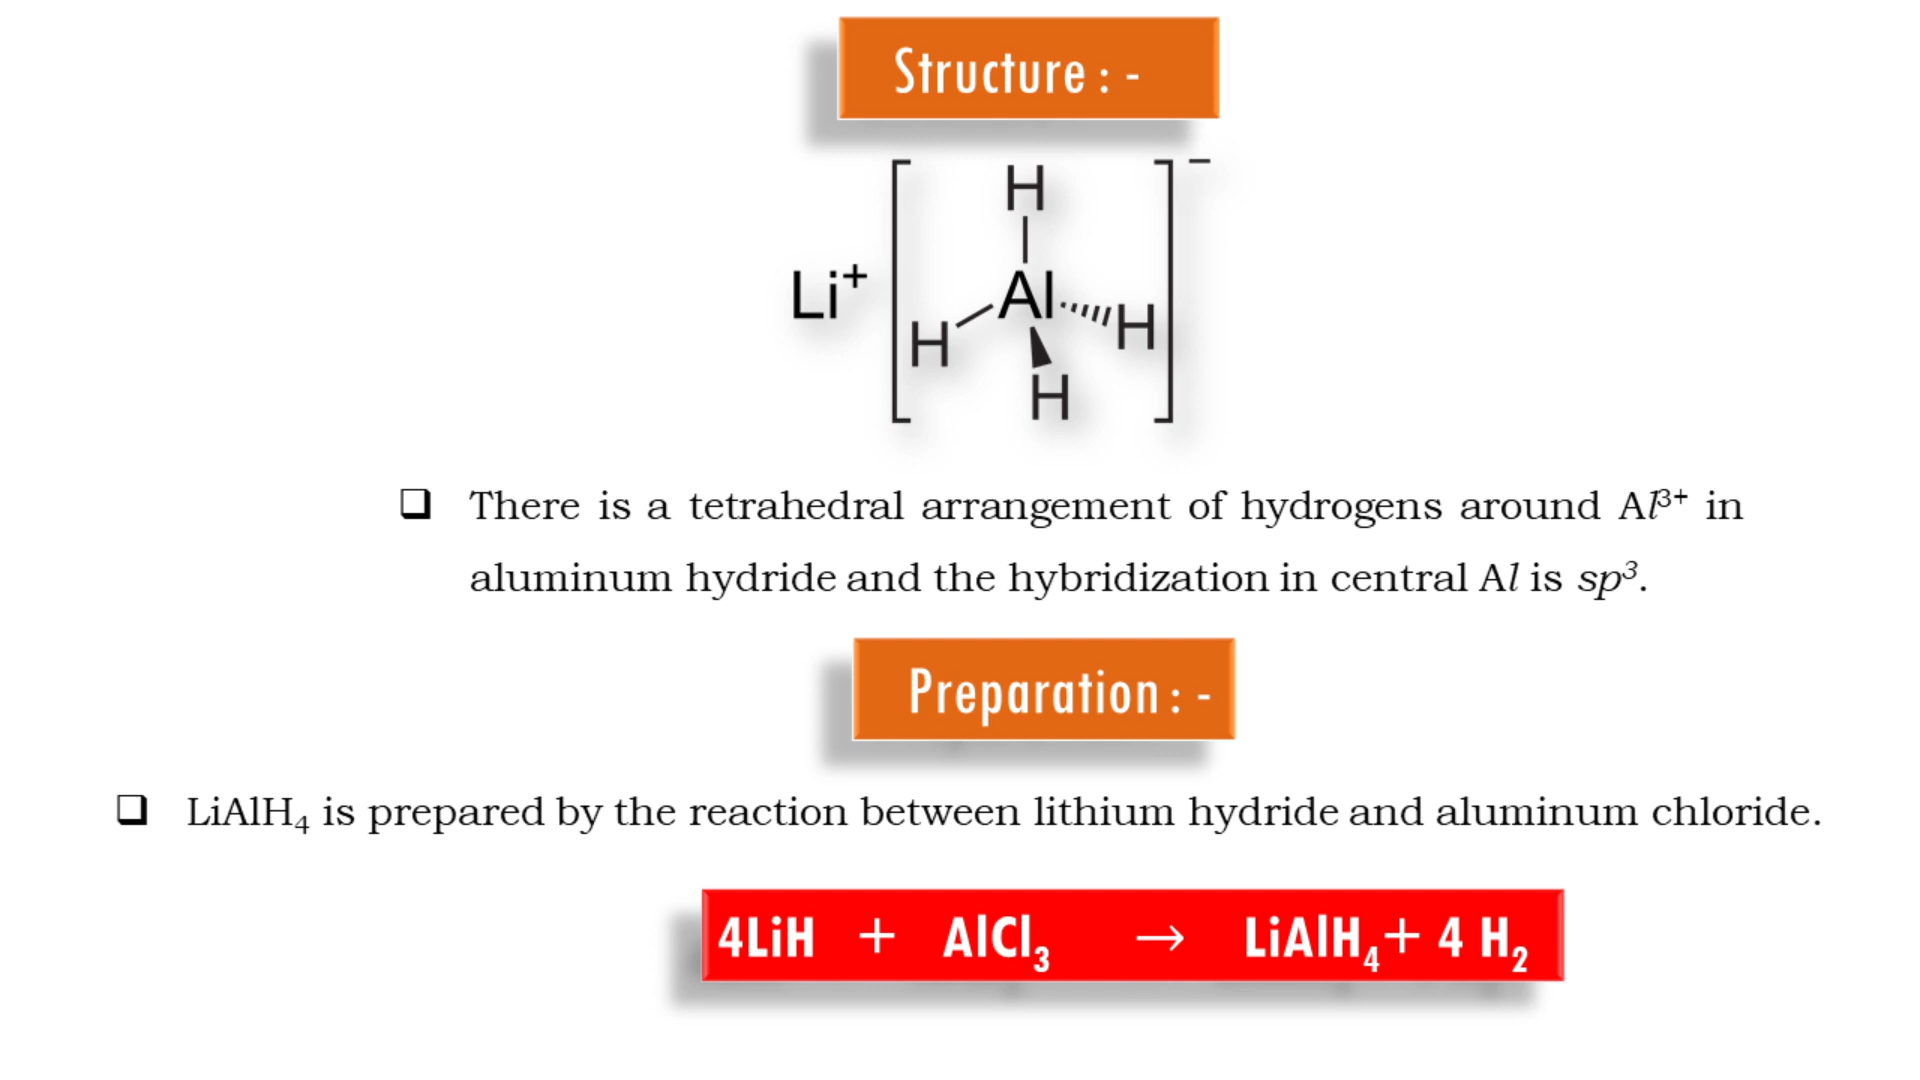 Structure : -
H
Li⁺ [ Al ]⁻
H H
H
❑ There is a tetrahedral arrangement of hydrogens around Al³⁺ in
aluminum hydride and the hybridization in central Al is sp³.
Preparation : -
❑ LiAlH₄ is prepared by the reaction between lithium hydride and aluminum chloride.
4LiH + AlCl₃ → LiAlH₄ + 4 H₂